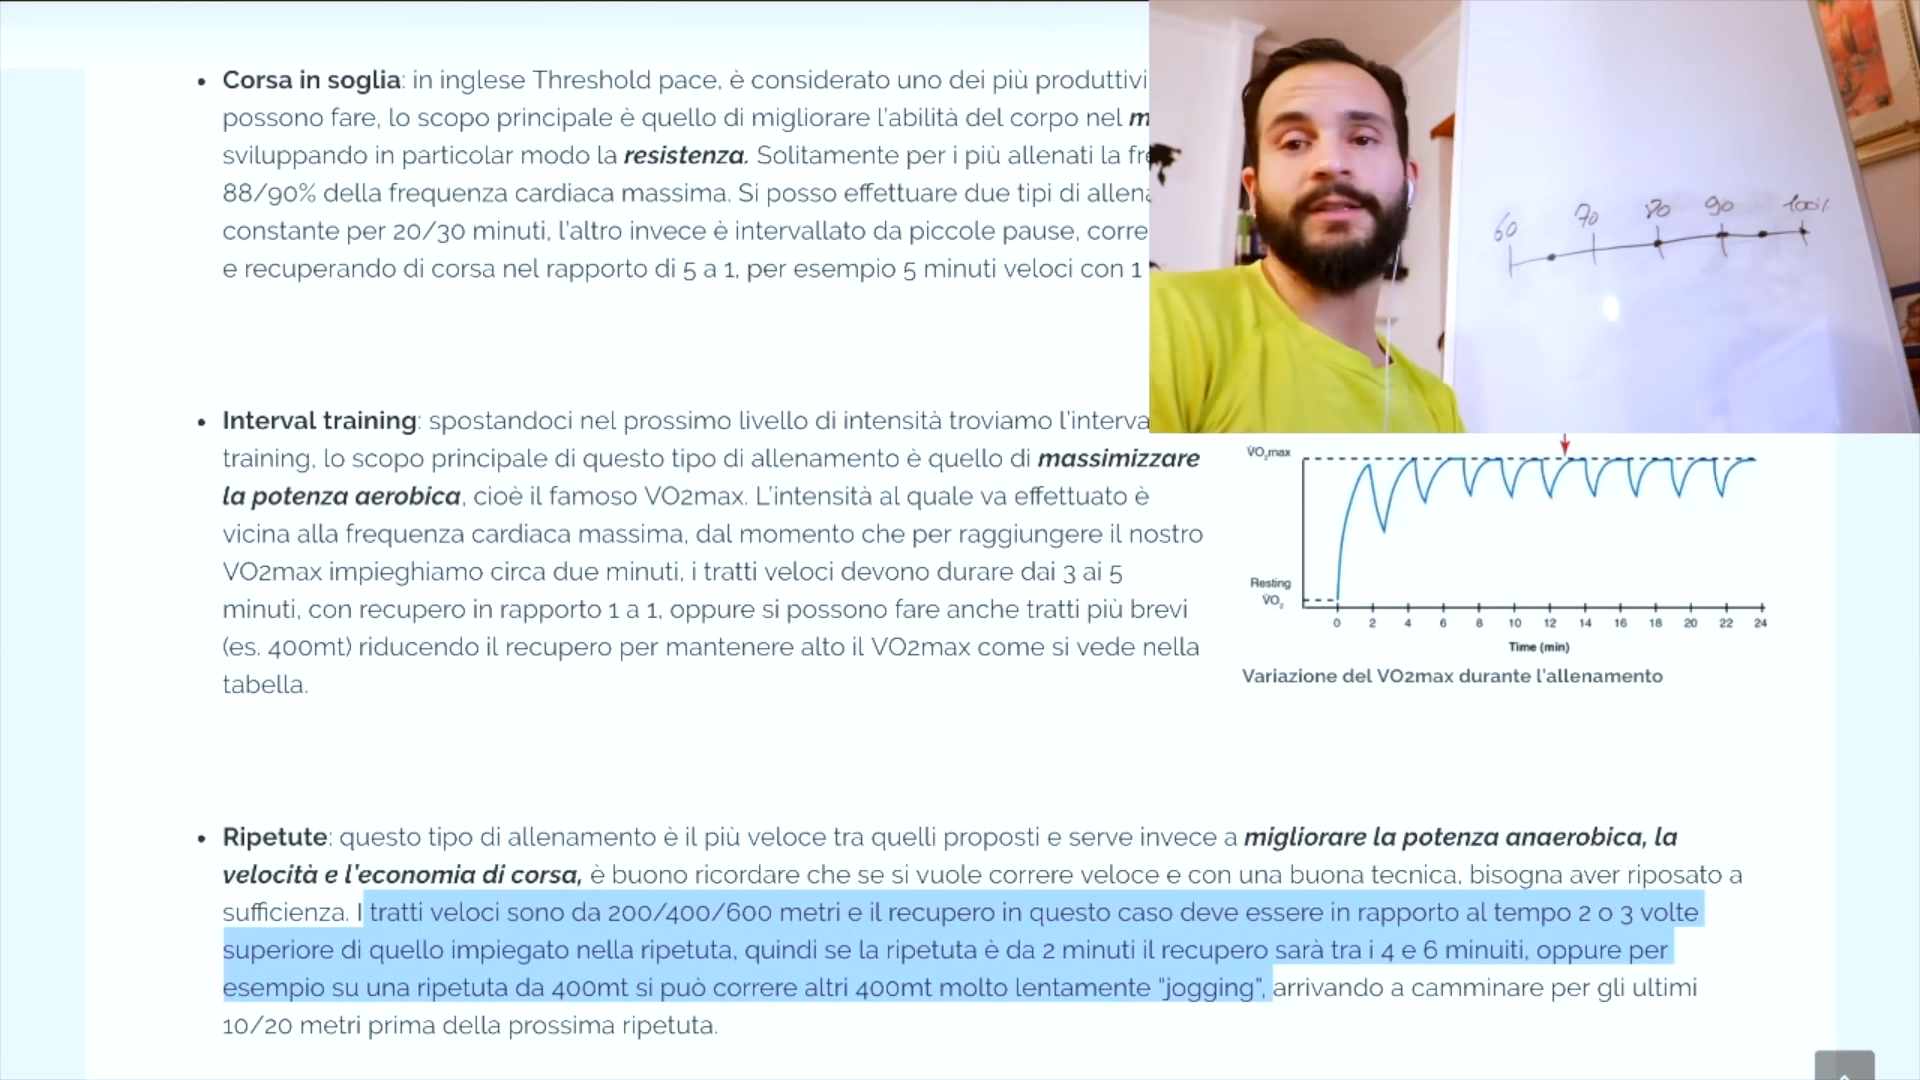 Corsa in soglia: in inglese Threshold pace, è considerato uno dei più produttivi
possono fare, lo scopo principale è quello di migliorare l'abilità del corpo nel
sviluppando in particolar modo la resistenza. Solitamente per i più allenati la
88/90% della frequenza cardiaca massima. Si posso effettuare due tipi di
constante per 20/30 minuti, l'altro invece è intervallato da piccole pause,
e recuperando di corsa nel rapporto di 5 a 1, per esempio 5 minuti veloci con 1
60 70 80 90 100%
Interval training: spostandoci nel prossimo livello di intensità troviamo
training, lo scopo principale di questo tipo di allenamento è quello di massimizzare
la potenza aerobica, cioè il famoso VO2max. L'intensità al quale va effettuato è
vicina alla frequenza cardiaca massima, dal momento che per raggiungere il nostro
VO2max impieghiamo circa due minuti, i tratti veloci devono durare dai 3 ai 5
minuti, con recupero in rapporto 1 a 1, oppure si possono fare anche tratti più brevi
(es. 400mt) riducendo il recupero per mantenere alto il VO2max come si vede nella
tabella.
V̇O₂max
Resting
V̇O₂
0 2 4 6 8 10 12 14 16 18 20 22 24
Time (min)
Variazione del VO2max durante l'allenamento
Ripetute: questo tipo di allenamento è il più veloce tra quelli proposti e serve invece a migliorare la potenza anaerobica, la
velocità e l'economia di corsa, è buono ricordare che se si vuole correre veloce e con una buona tecnica, bisogna aver riposato a
sufficienza. I tratti veloci sono da 200/400/600 metri e il recupero in questo caso deve essere in rapporto al tempo 2 o 3 volte
superiore di quello impiegato nella ripetuta, quindi se la ripetuta è da 2 minuti il recupero sarà tra i 4 e 6 minuiti, oppure per
esempio su una ripetuta da 400mt si può correre altri 400mt molto lentamente "jogging", arrivando a camminare per gli ultimi
10/20 metri prima della prossima ripetuta.